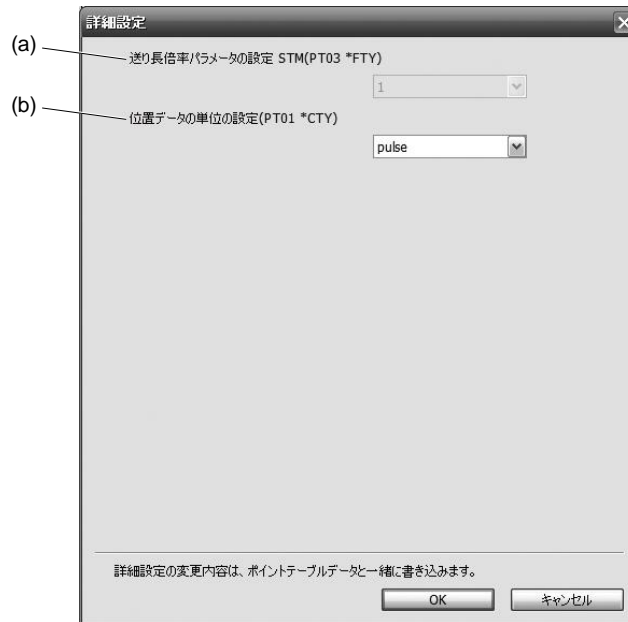 詳細設定
(a)
送り長倍率パラメータの設定 STM(PT03 *FTY)
1
(b)
位置データの単位の設定(PT01 *CTY)
pulse
詳細設定の変更内容は、ポイントテーブルデータと一緒に書き込みます。
OK キャンセル